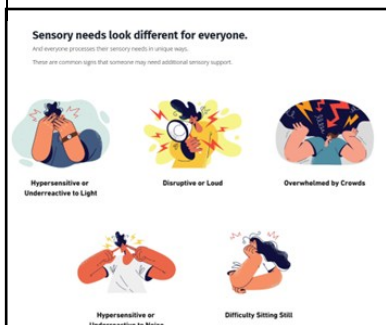 Sensory needs look different for everyone.
And everyone processes their sensory needs in unique ways.
These are common signs that someone may need additional sensory support.
Hypersensitive or
Underreactive to Light
Disruptive or Loud
Overwhelmed by Crowds
Hypersensitive or
Underreactive to Noise
Difficulty Sitting Still